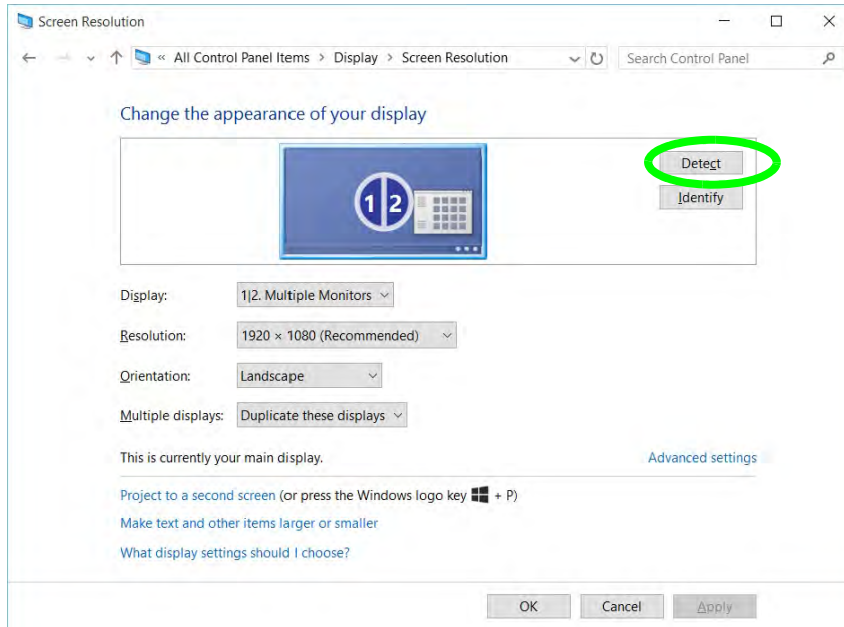 Screen Resolution
« All Control Panel Items > Display > Screen Resolution Search Control Panel
Change the appearance of your display
Detect
1 2
Identify
Display: 1|2. Multiple Monitors
Resolution: 1920 × 1080 (Recommended)
Orientation: Landscape
Multiple displays: Duplicate these displays
This is currently your main display. Advanced settings
Project to a second screen (or press the Windows logo key + P)
Make text and other items larger or smaller
What display settings should I choose?
OK Cancel Apply